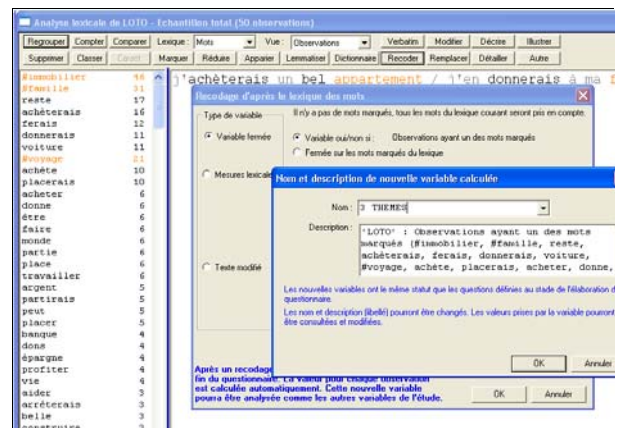 Analyse lexicale de LOTO - Echantillon total (50 observations)
Regrouper Compter Comparer Lexique : Mots Vue : Observations Verbatim Modifier Décrire Illustrer
Supprimer Classer Marquer Réduire Apparier Lemmatiser Dictionnaire Recoder Remplacer Détailler Autre
#immobilier 46
#famille 31
reste 17
achèterais 16
ferais 12
donnerais 11
voiture 11
#voyage 21
achète 10
placerais 10
acheter 6
donne 6
être 6
faire 6
monde 6
partie 6
place 6
travailler 6
argent 5
partirais 5
peut 5
placer 5
banque 4
dons 4
épargne 4
profiter 4
vie 4
aider 3
arrêterais 3
belle 3
construire 3
j'achèterais un bel appartement / j'en donnerais à ma f
Recodage d'après le lexique des mots
Type de variable
Il n'y a pas de mots marqués, tous les mots du lexique courant seront pris en compte.
Variable fermée
Variable oui/non si : Observations ayant un des mots marqués
Fermée sur les mots marqués du lexique
Mesures lexicale
Texte modifié
Nom et description de nouvelle variable calculée
Nom : 3 THEMES
Description : 'LOTO' : Observations ayant un des mots
marqués (#immobilier, #famille, reste,
achèterais, ferais, donnerais, voiture,
#voyage, achète, placerais, acheter, donne,
Les nouvelles variables ont le même statut que les questions définies au stade de l'élaboration d
questionnaire.
Les nom et description (libellé) pourront être changés. Les valeurs prises par la variable pourront
être consultées et modifiées.
OK Annuler
Après un recodage
fin du questionnaire. La valeur pour chaque observation
est calculée automatiquement. Cette nouvelle variable
pourra être analysée comme les autres variables de l'étude.
OK Annuler